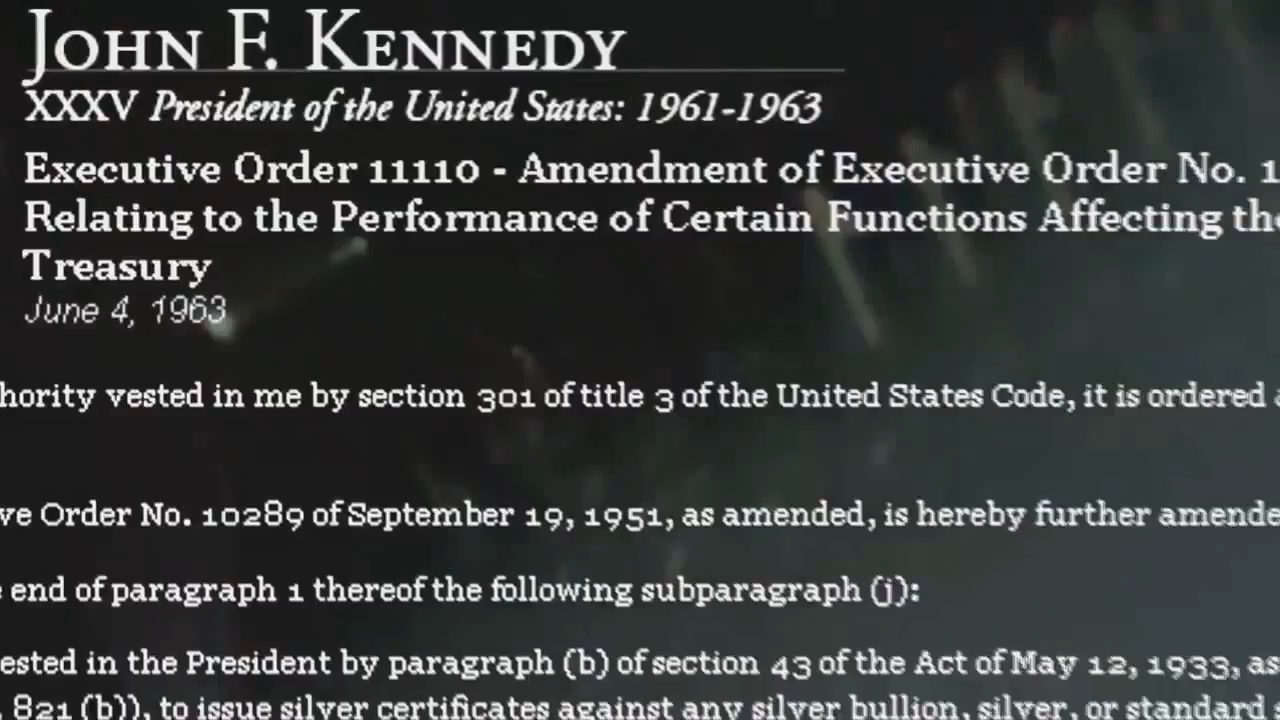 JOHN F. KENNEDY
XXXV President of the United States: 1961-1963
Executive Order 11110 - Amendment of Executive Order No. 1
Relating to the Performance of Certain Functions Affecting the
Treasury
June 4, 1963
hority vested in me by section 301 of title 3 of the United States Code, it is ordered a
ve Order No. 10289 of September 19, 1951, as amended, is hereby further amende
e end of paragraph 1 thereof the following subparagraph (j):
ested in the President by paragraph (b) of section 43 of the Act of May 12, 1933, as
821 (b)), to issue silver certificates against any silver bullion, silver, or standard s